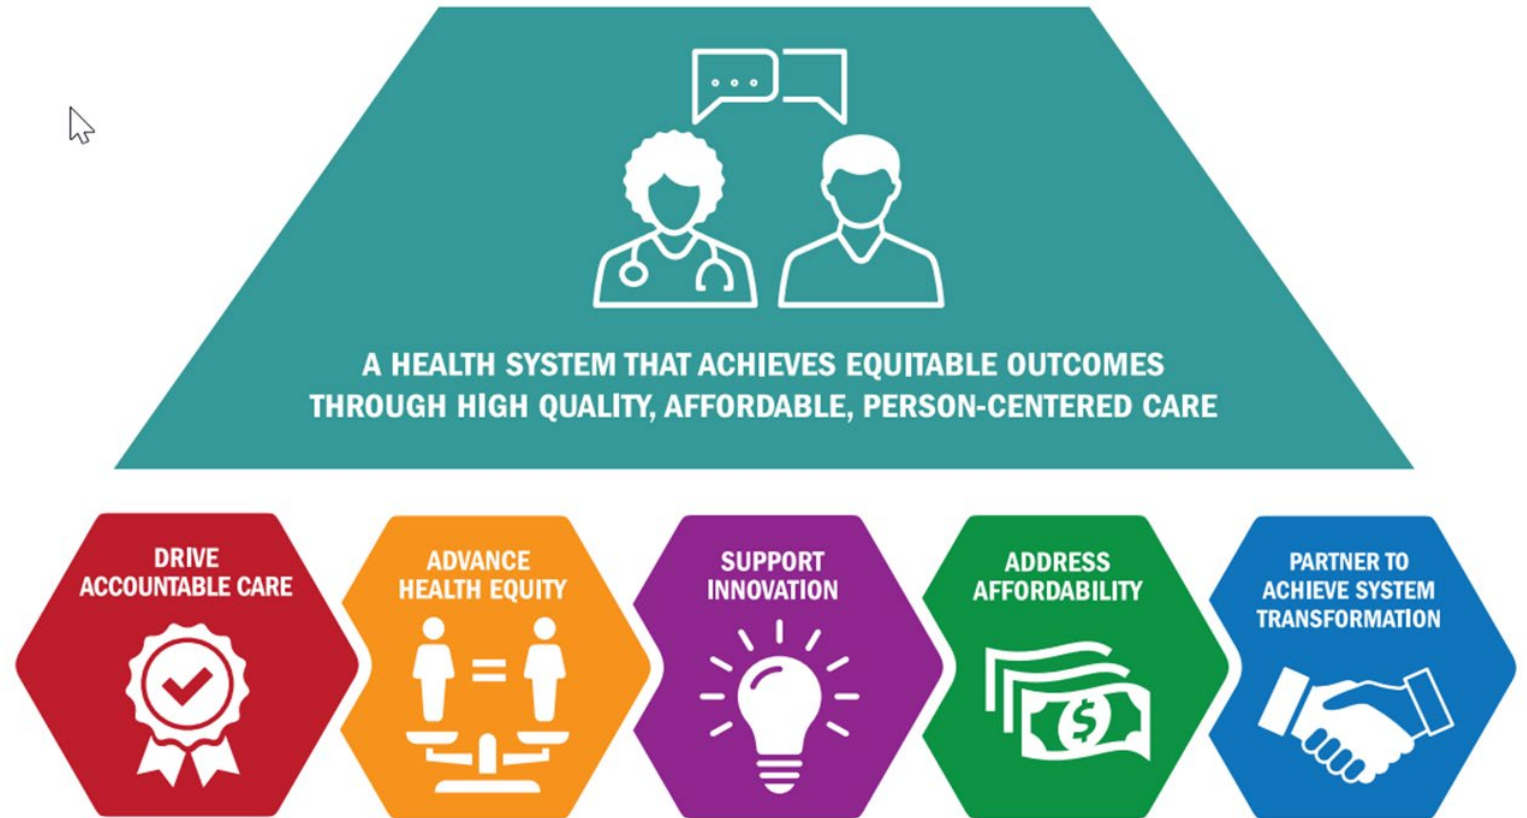 A HEALTH SYSTEM THAT ACHIEVES EQUITABLE OUTCOMES
THROUGH HIGH QUALITY, AFFORDABLE, PERSON-CENTERED CARE
DRIVE
ACCOUNTABLE CARE
ADVANCE
HEALTH EQUITY
SUPPORT
INNOVATION
ADDRESS
AFFORDABILITY
$
PARTNER TO
ACHIEVE SYSTEM
TRANSFORMATION